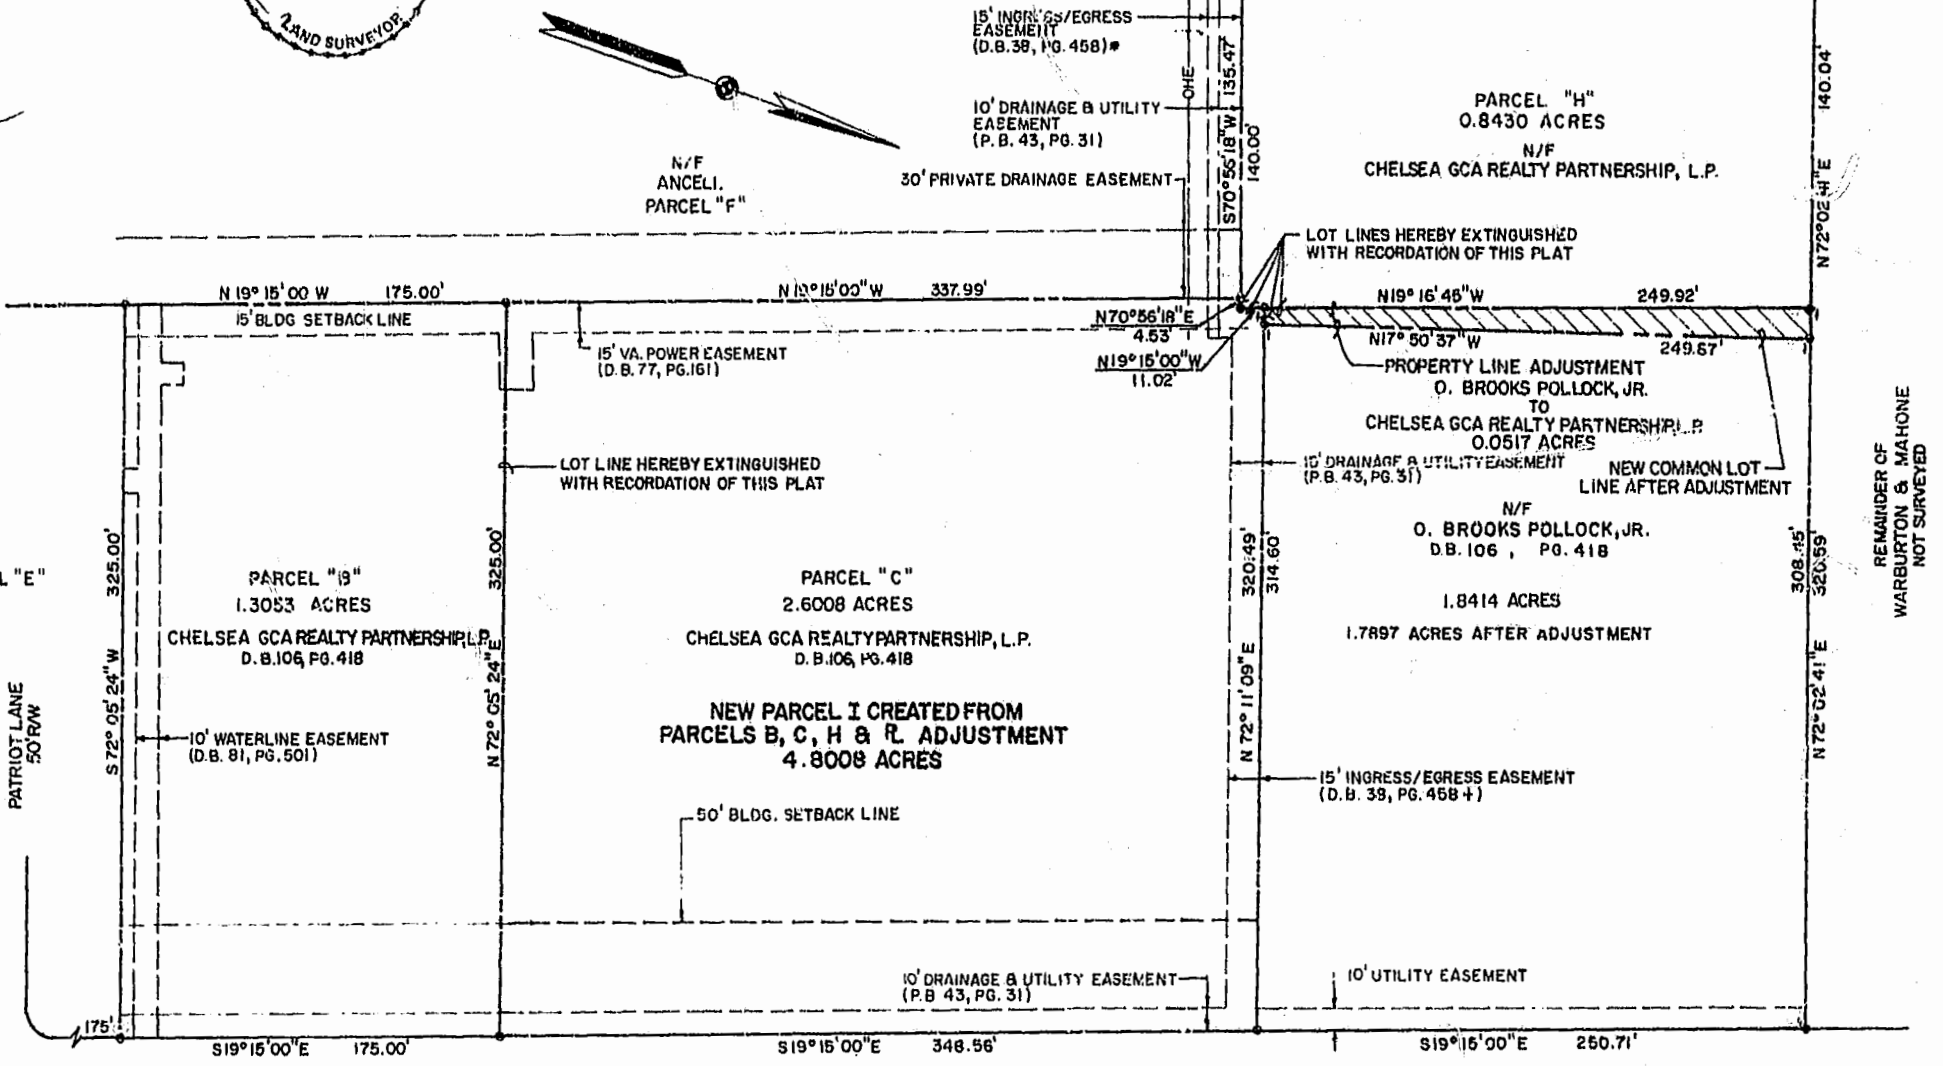 LAND SURVEYOR
15' INGRESS/EGRESS
EASEMENT
(D.B.39, PG.458)*
10' DRAINAGE & UTILITY
EASEMENT
(P.B. 43, PG. 31)
30' PRIVATE DRAINAGE EASEMENT
OHE
S70°56'18"W 135.47'
140.00'
N/F
PARCEL "F"
PARCEL "H"
0.8430 ACRES
N/F
CHELSEA GCA REALTY PARTNERSHIP, L.P.
140.04'
LOT LINES HEREBY EXTINGUISHED
WITH RECORDATION OF THIS PLAT
N 19° 15' 00 W 175.00'
15' BLDG SETBACK LINE
N 19°15'00"W 337.99'
N70°56'18"E
4.53'
N19°15'00"W
11.02'
N19°16'45"W 249.92'
N17°50'37"W 249.67'
15' VA. POWER EASEMENT
(D.B. 77, PG.161)
PROPERTY LINE ADJUSTMENT
O. BROOKS POLLOCK, JR.
TO
CHELSEA GCA REALTY PARTNERSHIP, L.P.
0.0517 ACRES
10' DRAINAGE & UTILITY EASEMENT
(P.B. 43, PG. 31)
NEW COMMON LOT
LINE AFTER ADJUSTMENT
LOT LINE HEREBY EXTINGUISHED
WITH RECORDATION OF THIS PLAT
N/F
O. BROOKS POLLOCK, JR.
D.B. 106 , PG. 418
1.8414 ACRES
1.7897 ACRES AFTER ADJUSTMENT
REMAINDER OF
WARBURTON & MAHONE
NOT SURVEYED
L "E"
PATRIOT LANE
50' R/W
S 72° 05' 24" W 325.00'
PARCEL "B"
1.3053 ACRES
CHELSEA GCA REALTY PARTNERSHIP, L.P.
D.B.106, PG.418
N 72° 05' 24" E 325.00'
PARCEL "C"
2.6008 ACRES
CHELSEA GCA REALTY PARTNERSHIP, L.P.
D.B.106, PG.418
NEW PARCEL I CREATED FROM
PARCELS B, C, H & PL ADJUSTMENT
4.8008 ACRES
10' WATERLINE EASEMENT
(D.B. 81, PG.501)
N 72° 11' 09" E 320.49'
314.60'
308.45'
N 72° 02' 41" E 320.59'
15' INGRESS/EGRESS EASEMENT
(D.B. 39, PG. 458 +)
50' BLDG. SETBACK LINE
10' DRAINAGE & UTILITY EASEMENT
(P.B 43, PG. 31)
10' UTILITY EASEMENT
175'
S19°15'00"E 175.00'
S19°15'00"E 348.56'
S19°15'00"E 250.71'